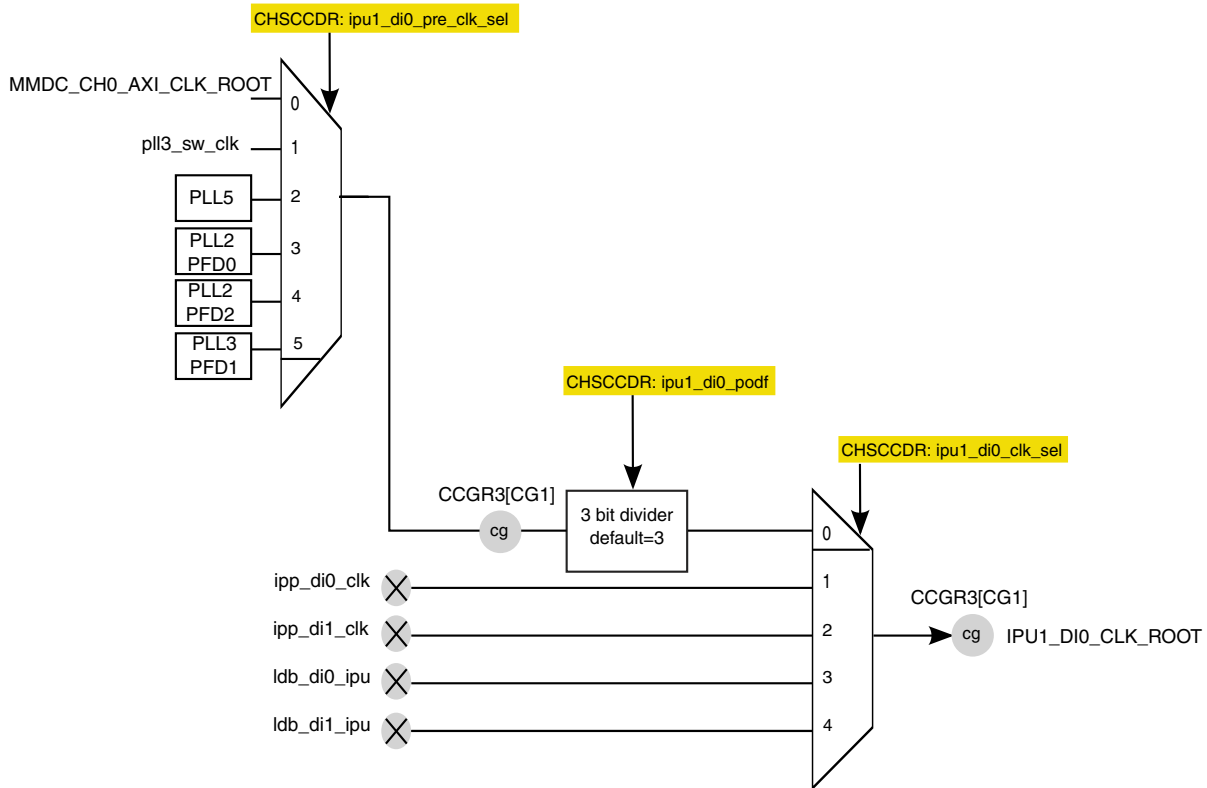 CHSCCDR: ipu1_di0_pre_clk_sel
MMDC_CH0_AXI_CLK_ROOT
0
pll3_sw_clk
1
PLL5
2
PLL2
PFD0
3
PLL2
PFD2
4
PLL3
PFD1
5
CHSCCDR: ipu1_di0_podf
CHSCCDR: ipu1_di0_clk_sel
CCGR3[CG1]
cg
3 bit divider
default=3
0
ipp_di0_clk
1
ipp_di1_clk
2
ldb_di0_ipu
3
ldb_di1_ipu
4
CCGR3[CG1]
cg
IPU1_DI0_CLK_ROOT